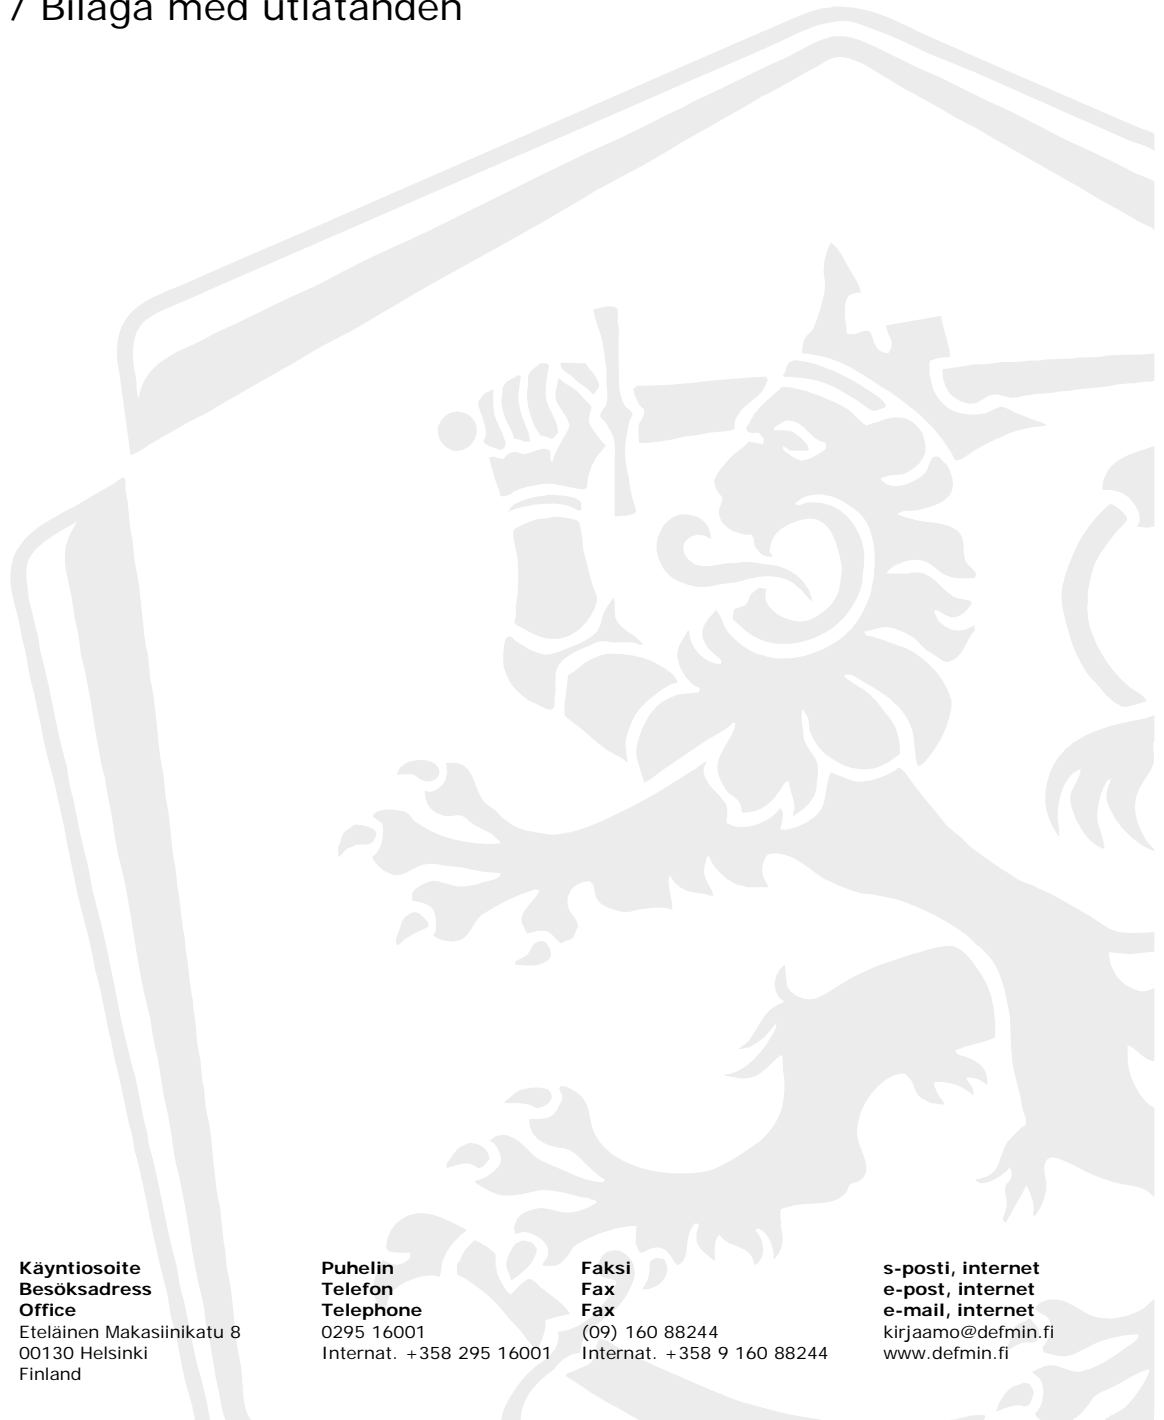 / Bilaga med utlåtanden
Käyntiosoite
Besöksadress
Office
Eteläinen Makasiinikatu 8
00130 Helsinki
Finland
Puhelin
Telefon
Telephone
0295 16001
Internat. +358 295 16001
Faksi
Fax
Fax
(09) 160 88244
Internat. +358 9 160 88244
s-posti, internet
e-post, internet
e-mail, internet
kirjaamo@defmin.fi
www.defmin.fi